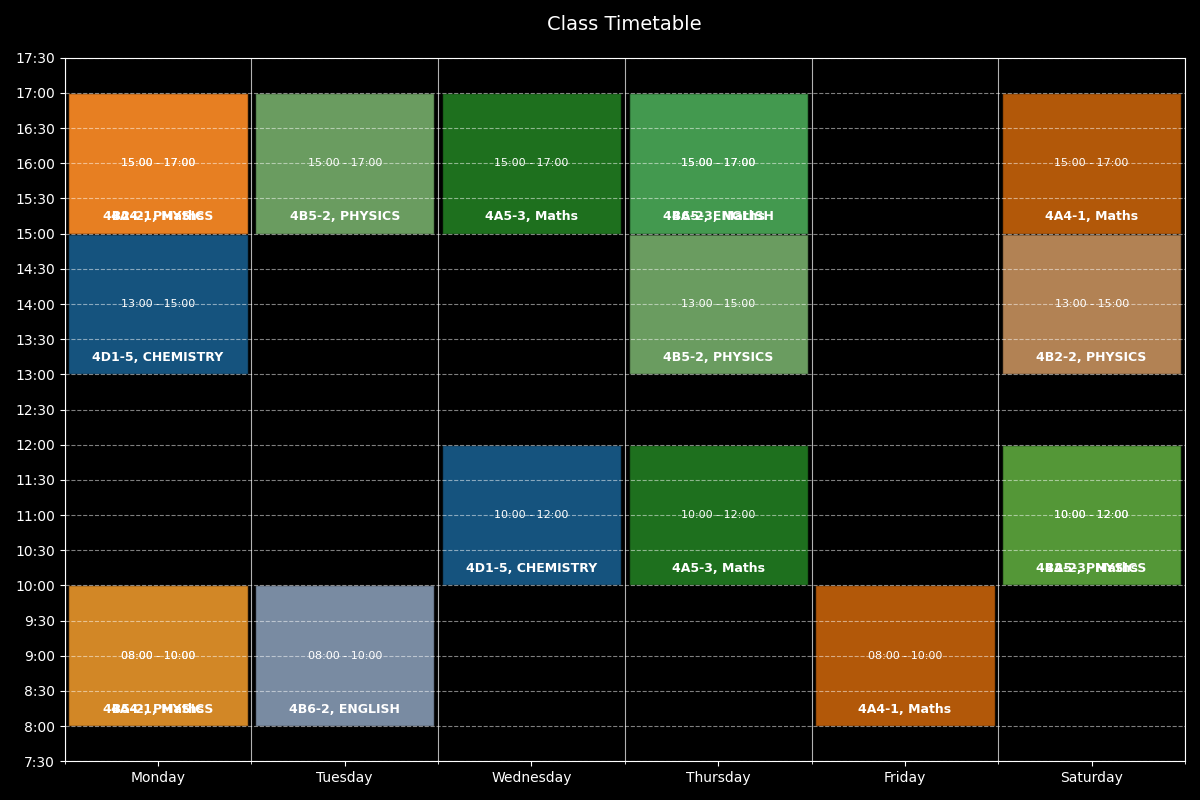 Class Timetable
17:30
17:00
16:30
16:00 15:00 - 17:00 15:00 - 17:00 15:00 - 17:00 15:00 - 17:00 15:00 - 17:00
15:30
4B5-2, PHYSICS 4A5-3, Maths 4A4-1, Maths
15:00
14:30
14:00 13:00 - 15:00 13:00 - 15:00 13:00 - 15:00
13:30
4D1-5, CHEMISTRY 4B5-2, PHYSICS 4B2-2, PHYSICS
13:00
12:30
12:00
11:30
11:00 10:00 - 12:00 10:00 - 12:00 10:00 - 12:00
10:30
4D1-5, CHEMISTRY 4A5-3, Maths
10:00
9:30
9:00 08:00 - 10:00 08:00 - 10:00 08:00 - 10:00
8:30
4B6-2, ENGLISH 4A4-1, Maths
8:00
7:30
Monday Tuesday Wednesday Thursday Friday Saturday